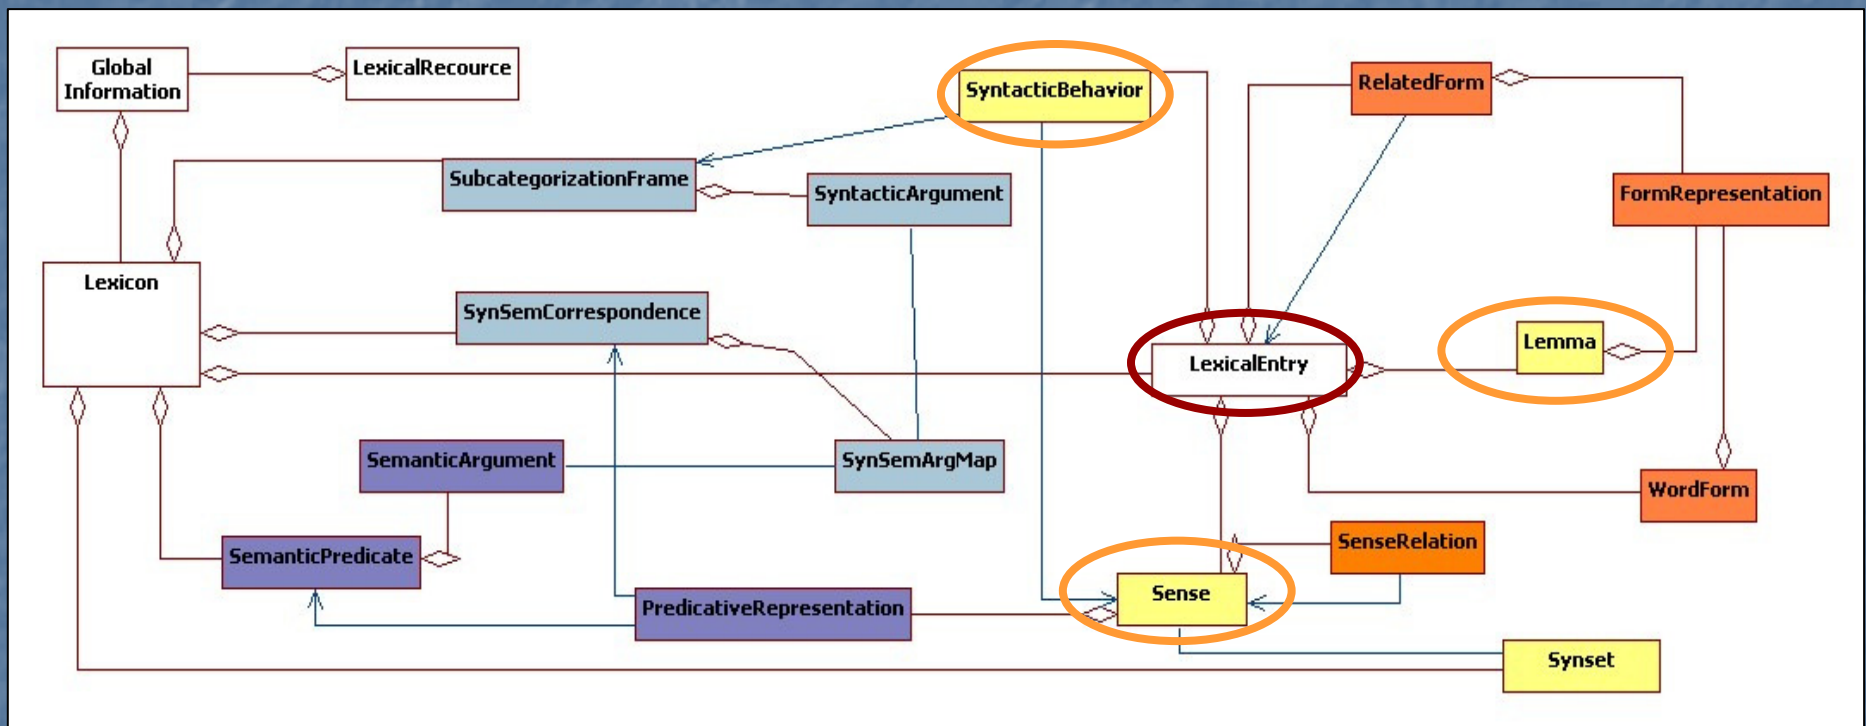 Global
Information
LexicalRecource
SyntacticBehavior
RelatedForm
SubcategorizationFrame
SyntacticArgument
FormRepresentation
Lexicon
SynSemCorrespondence
Lemma
LexicalEntry
SemanticArgument
SynSemArgMap
WordForm
SemanticPredicate
SenseRelation
PredicativeRepresentation
Sense
Synset